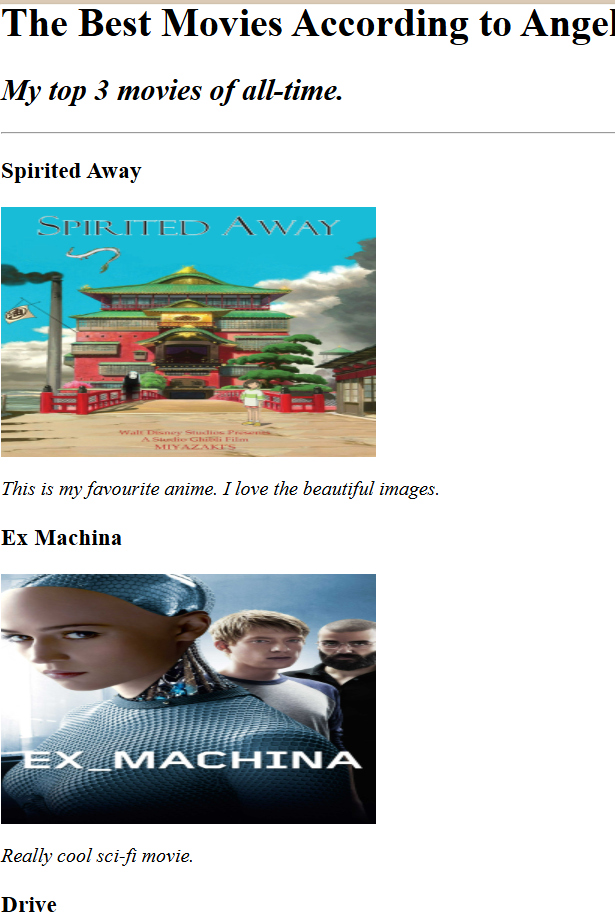 The Best Movies According to Angel
My top 3 movies of all-time.
Spirited Away
SPIRITED AWAY
Walt Disney Studios Presents
A Studio Ghibli Film
MIYAZAKI'S
This is my favourite anime. I love the beautiful images.
Ex Machina
EX_MACHINA
Really cool sci-fi movie.
Drive